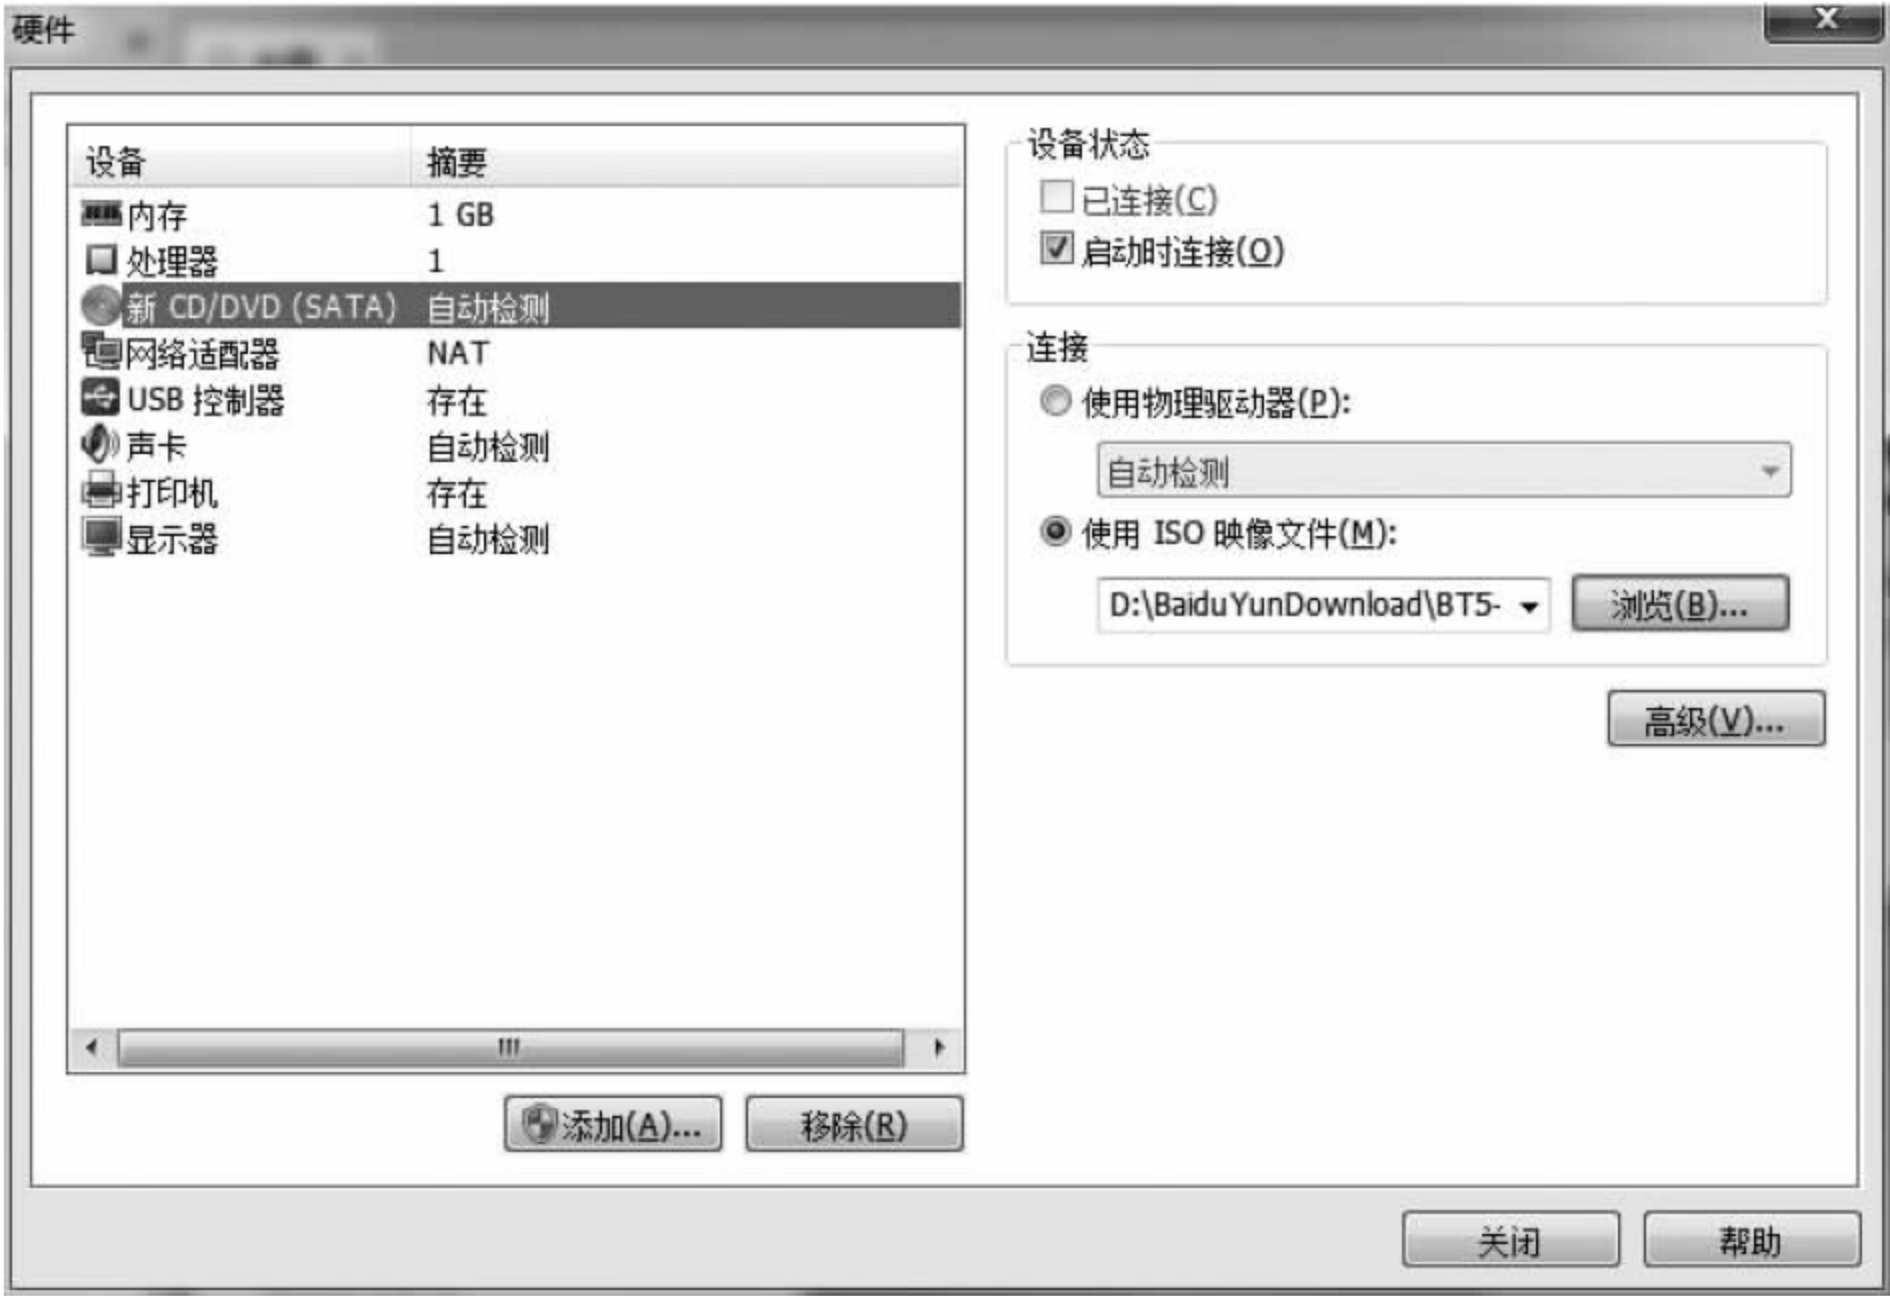 硬件
设备 摘要
内存 1 GB
处理器 1
新 CD/DVD (SATA) 自动检测
网络适配器 NAT
USB 控制器 存在
声卡 自动检测
打印机 存在
显示器 自动检测
添加(A)... 移除(R)
设备状态
已连接(C)
启动时连接(O)
连接
使用物理驱动器(P):
自动检测
使用 ISO 映像文件(M):
D:\BaiduYunDownload\BT5- 浏览(B)...
高级(V)...
关闭 帮助